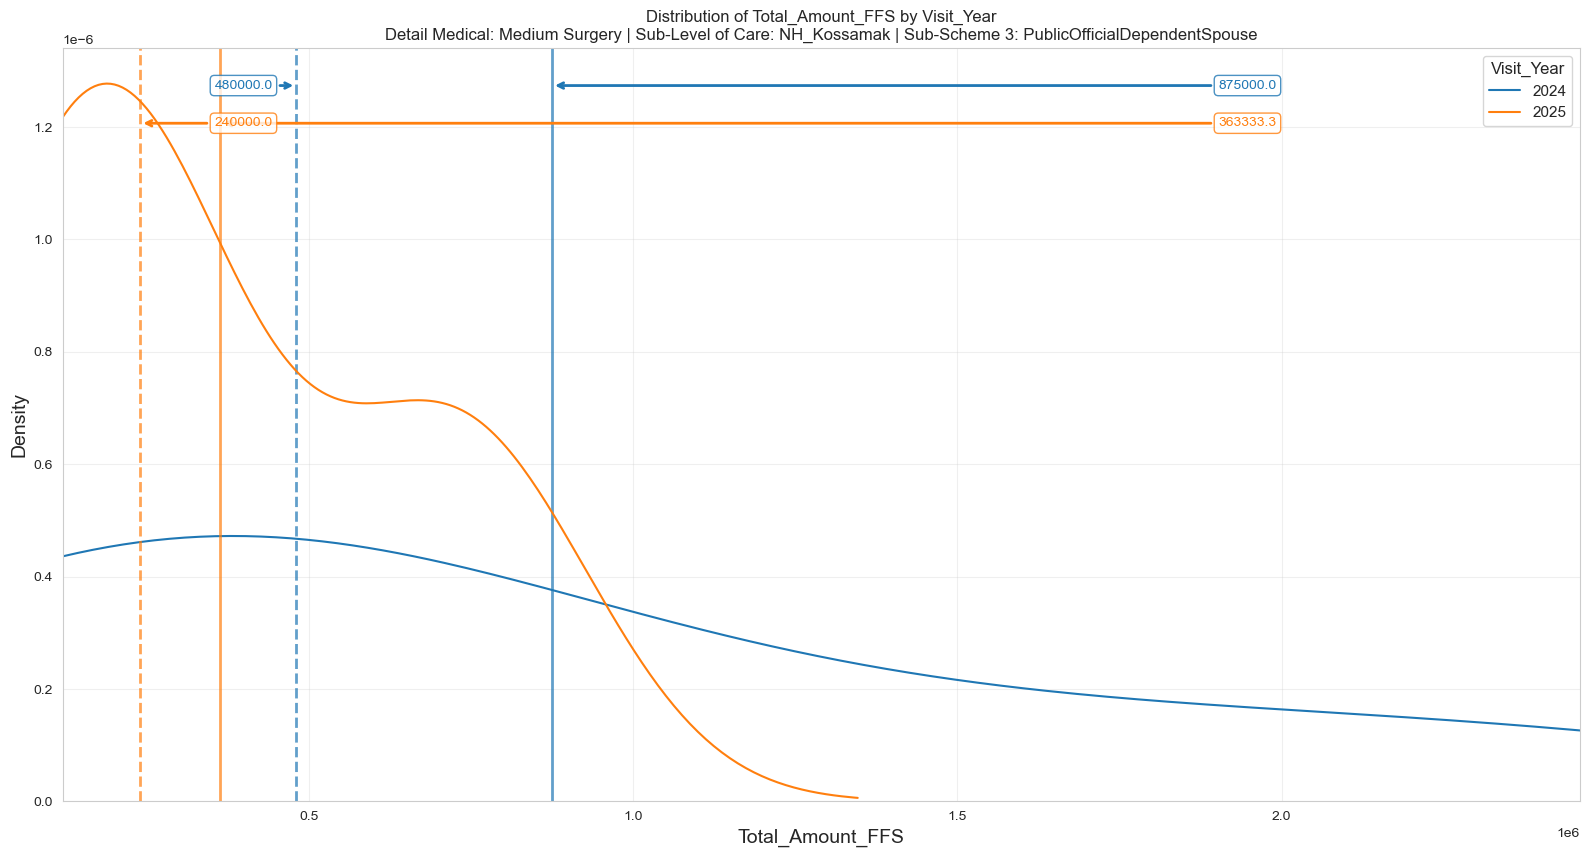 Distribution of Total_Amount_FFS by Visit_Year
Detail Medical: Medium Surgery | Sub-Level of Care: NH_Kossamak | Sub-Scheme 3: PublicOfficialDependentSpouse
1e−6
Visit_Year
2024
2025
480000.0
875000.0
240000.0
363333.3
1.2
1.0
0.8
0.6
0.4
0.2
0.0
Density
0.5
1.0
1.5
2.0
1e6
Total_Amount_FFS